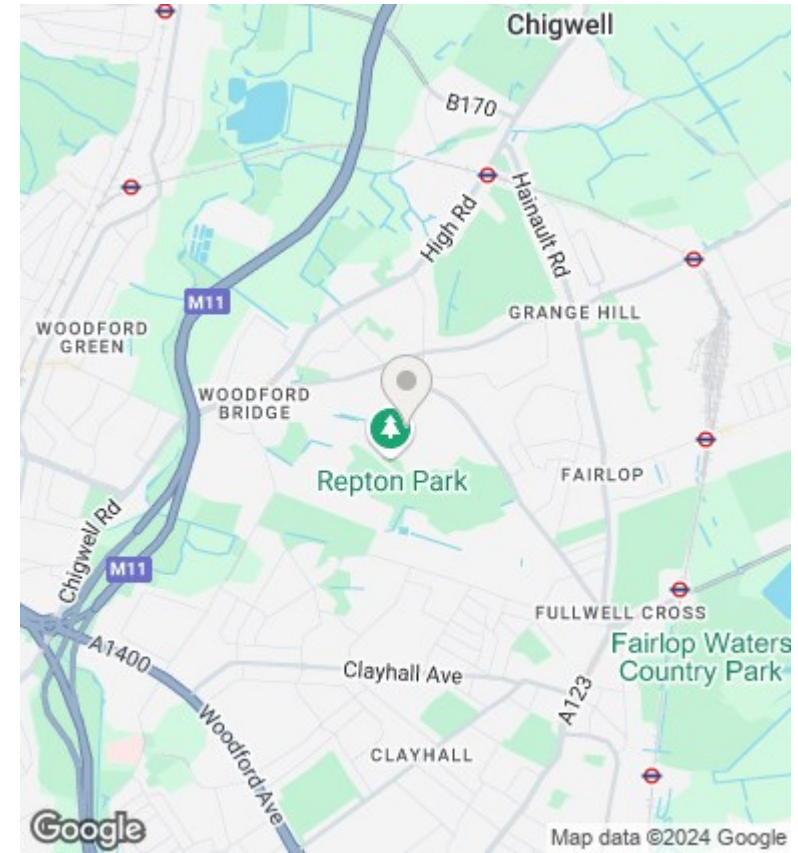 Chigwell
B170
High Rd
Hainault Rd
M11
GRANGE HILL
WOODFORD
GREEN
WOODFORD
BRIDGE
Repton Park
FAIRLOP
Chigwell Rd
M11
FULLWELL CROSS
A1400
Fairlop Waters
Country Park
Clayhall Ave
A123
Woodford Ave
CLAYHALL
Google
Map data ©2024 Google